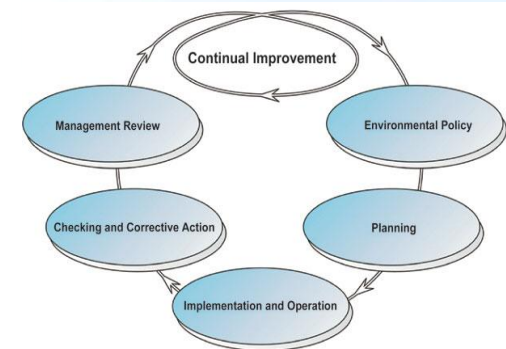 Continual Improvement
Management Review
Environmental Policy
Checking and Corrective Action
Planning
Implementation and Operation